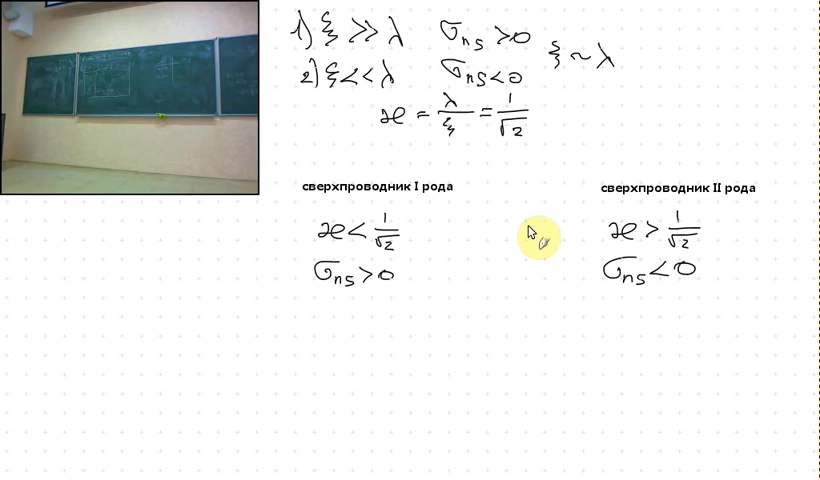 1) ξ >> λ σns > 0
ξ ~ λ
2) ξ << λ σns < 0
æ = λ/ξ = 1/√2
сверхпроводник I рода
сверхпроводник II рода
æ < 1/√2
æ > 1/√2
σns > 0
σns < 0